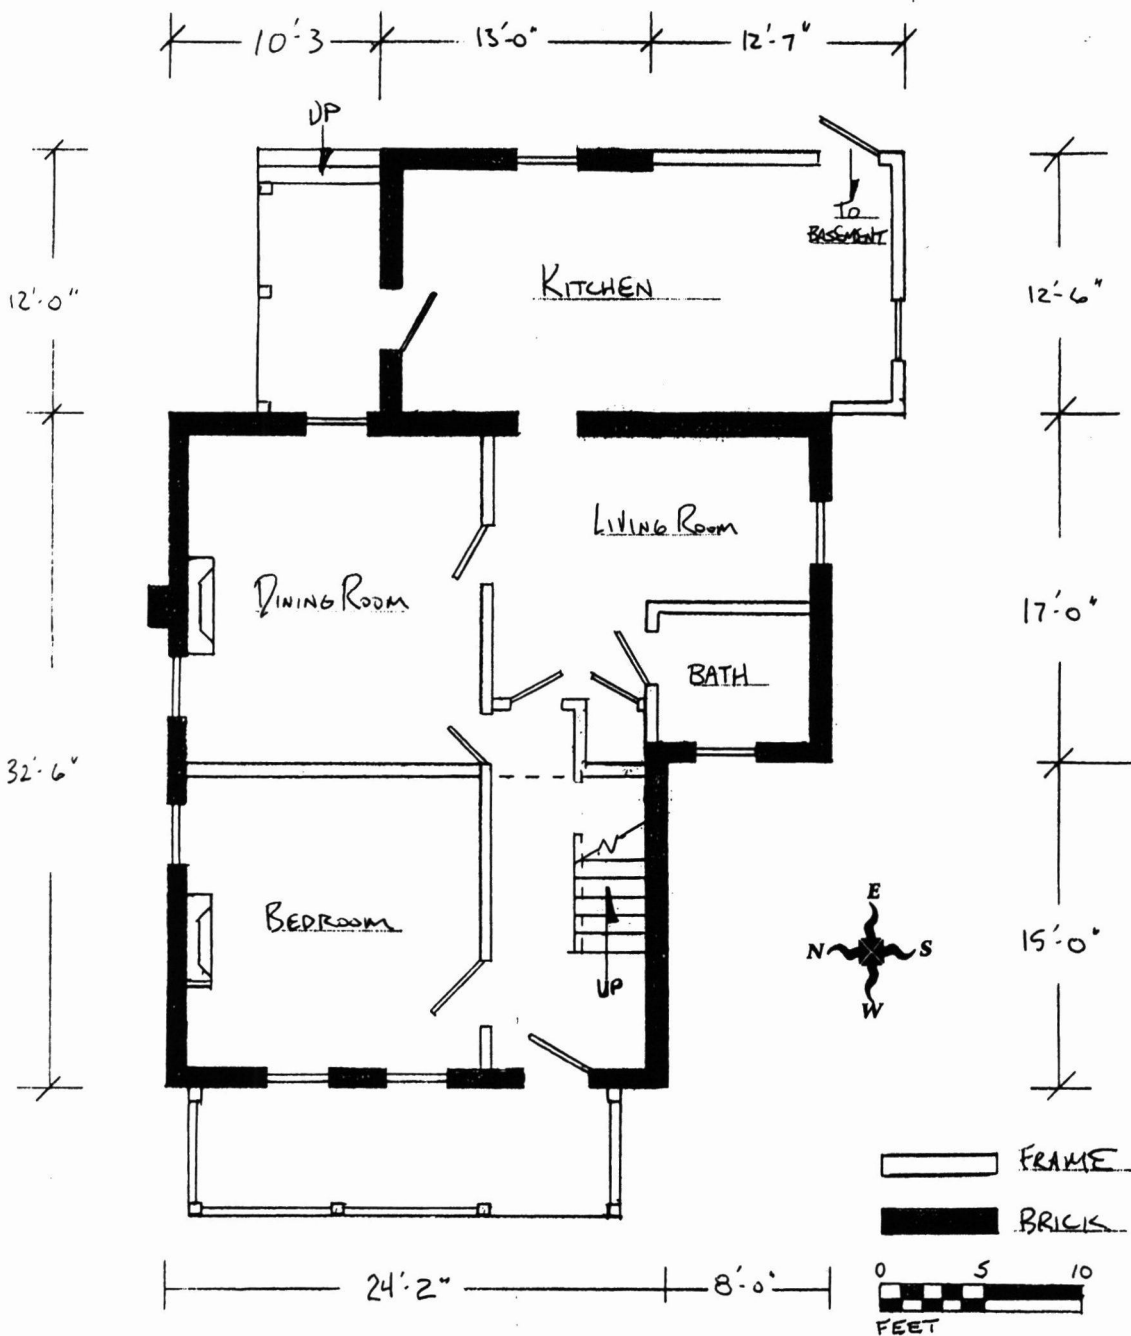 10'-3 13'-0" 12'-7"
UP
TO
BASEMENT
KITCHEN
12'-0"
12'-6"
LIVING ROOM
DINING ROOM
17'-0"
BATH
32'-6"
BEDROOM
UP
E
N S
W
15'-0"
FRAME
BRICK
24'-2" 8'-0"
0 5 10
FEET